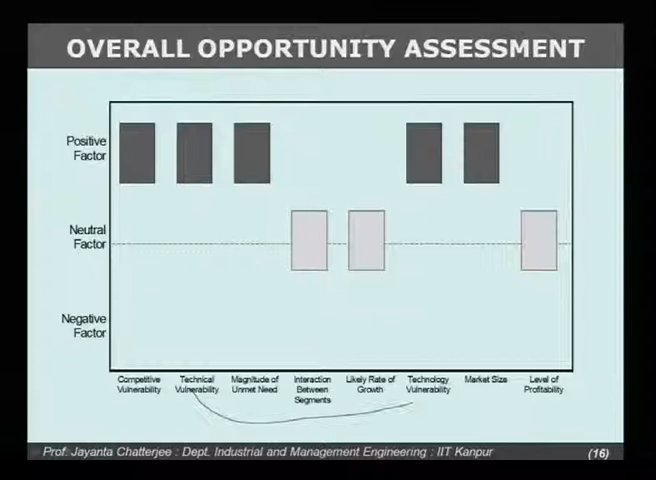 OVERALL OPPORTUNITY ASSESSMENT
Positive
Factor
Neutral
Factor
Negative
Factor
Competitive
Vulnerability
Technical
Vulnerability
Magnitude of
Unmet Need
Interaction
Between
Segments
Likely Rate of
Growth
Technology
Vulnerability
Market Size
Level of
Profitability
Prof. Jayanta Chatterjee : Dept. Industrial and Management Engineering : IIT Kanpur
(16)